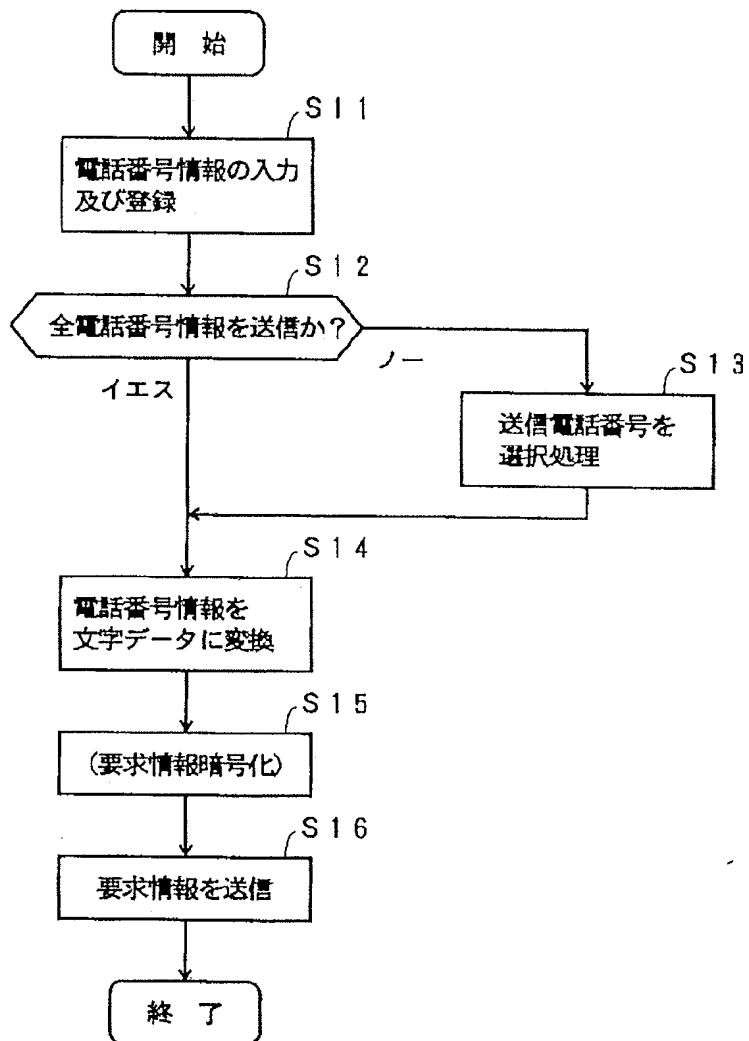 開 始
S11
電話番号情報の入力
及び登録
S12
全電話番号情報を送信か？
ノー
イエス
S13
送信電話番号を
選択処理
S14
電話番号情報を
文字データに変換
S15
(要求情報暗号化)
S16
要求情報を送信
終 了